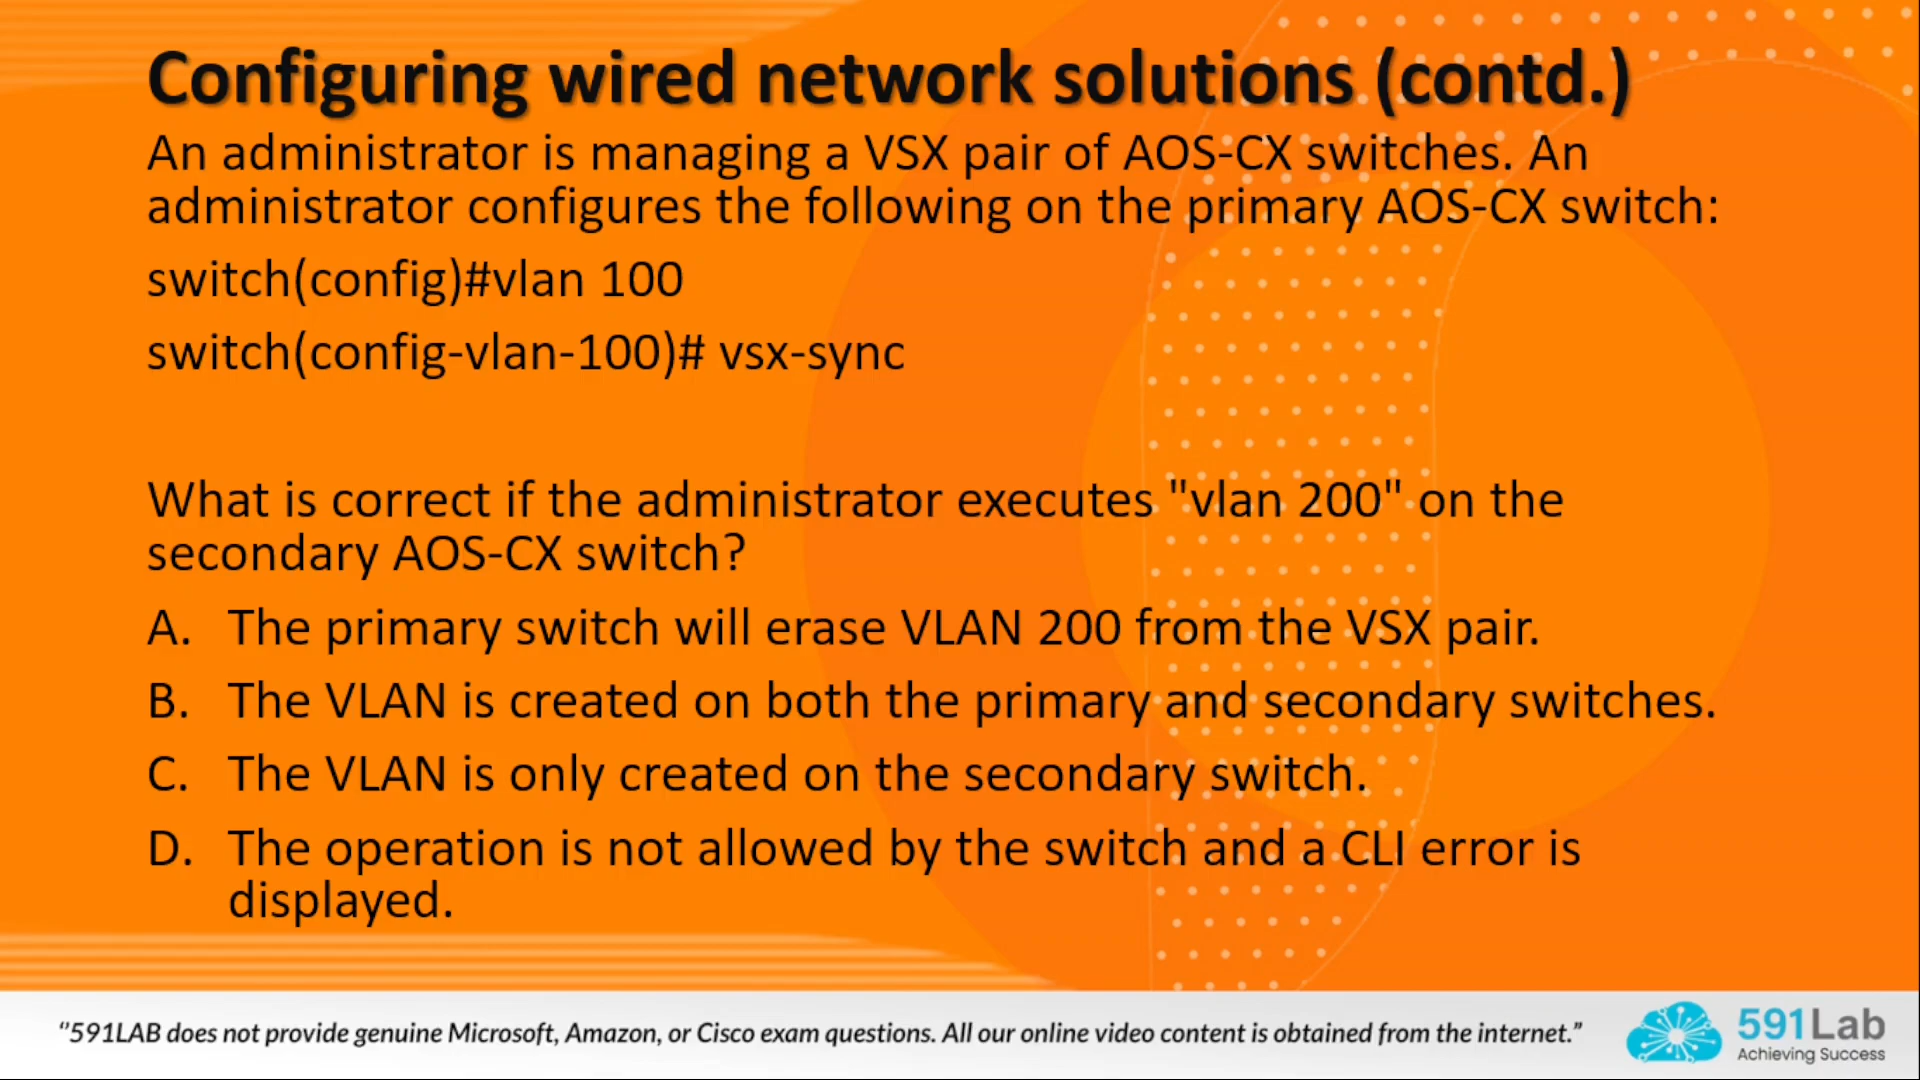 Configuring wired network solutions (contd.)
An administrator is managing a VSX pair of AOS-CX switches. An
administrator configures the following on the primary AOS-CX switch:
switch(config)#vlan 100
switch(config-vlan-100)# vsx-sync
What is correct if the administrator executes "vlan 200" on the
secondary AOS-CX switch?
A. The primary switch will erase VLAN 200 from the VSX pair.
B. The VLAN is created on both the primary and secondary switches.
C. The VLAN is only created on the secondary switch.
D. The operation is not allowed by the switch and a CLI error is
displayed.
‘’591LAB does not provide genuine Microsoft, Amazon, or Cisco exam questions. All our online video content is obtained from the internet.”
591Lab
Achieving Success